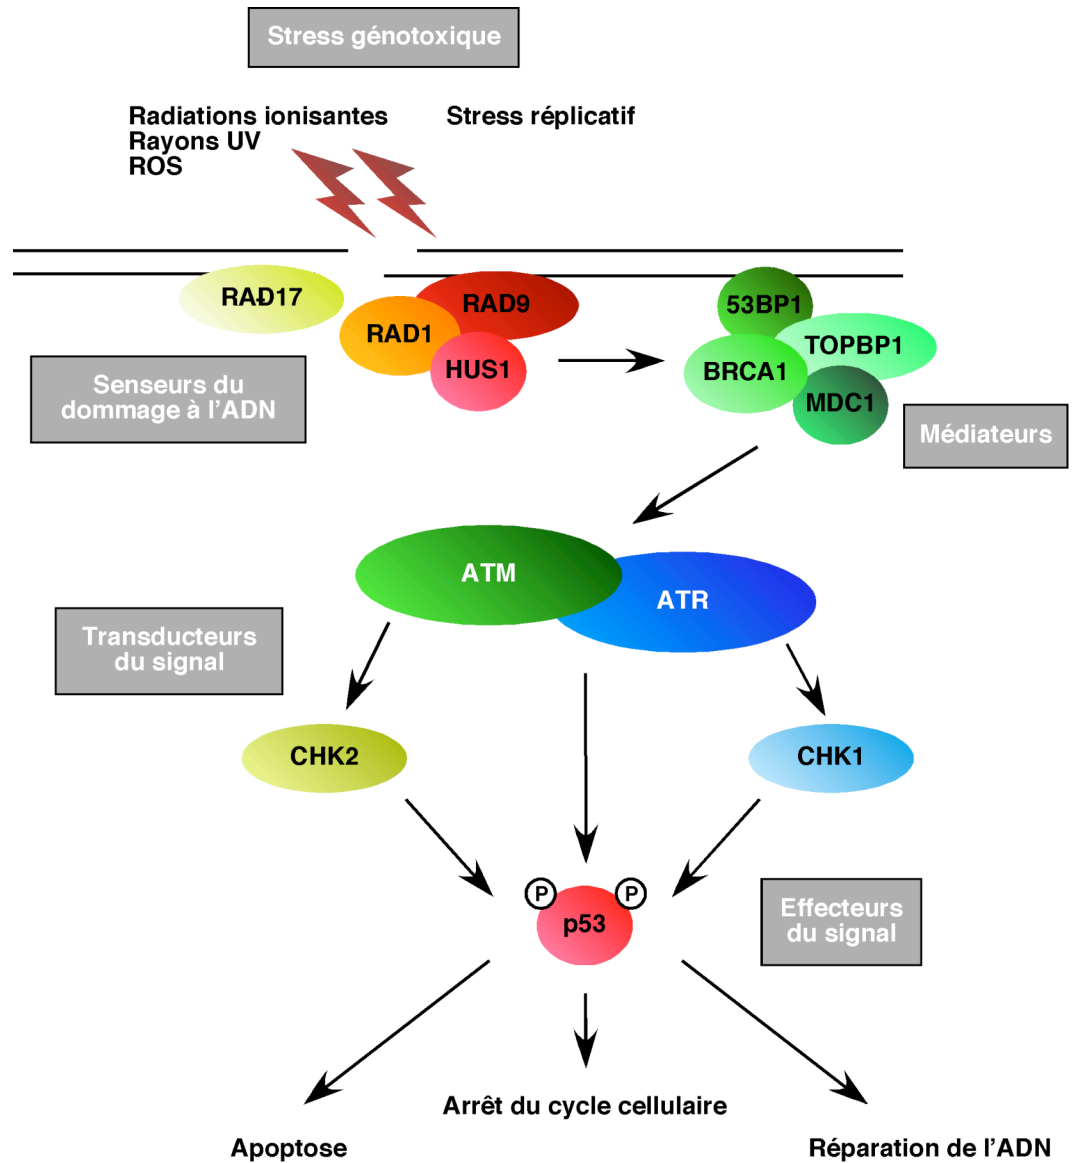 Stress génotoxique
Radiations ionisantes
Rayons UV
ROS
Stress réplicatif
RAD17
RAD1
RAD9
HUS1
53BP1
TOPBP1
BRCA1
MDC1
Senseurs du
dommage à l'ADN
Médiateurs
ATM
ATR
Transducteurs
du signal
CHK2
CHK1
P
P
p53
Effecteurs
du signal
Arrêt du cycle cellulaire
Apoptose
Réparation de l'ADN